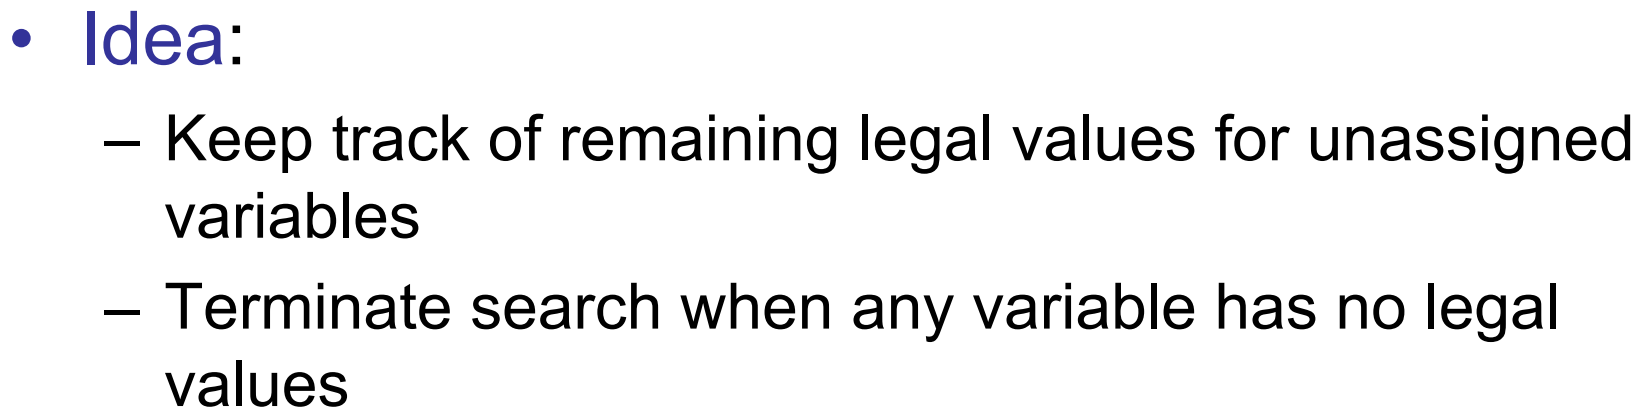 • Idea:
– Keep track of remaining legal values for unassigned
variables
– Terminate search when any variable has no legal
values